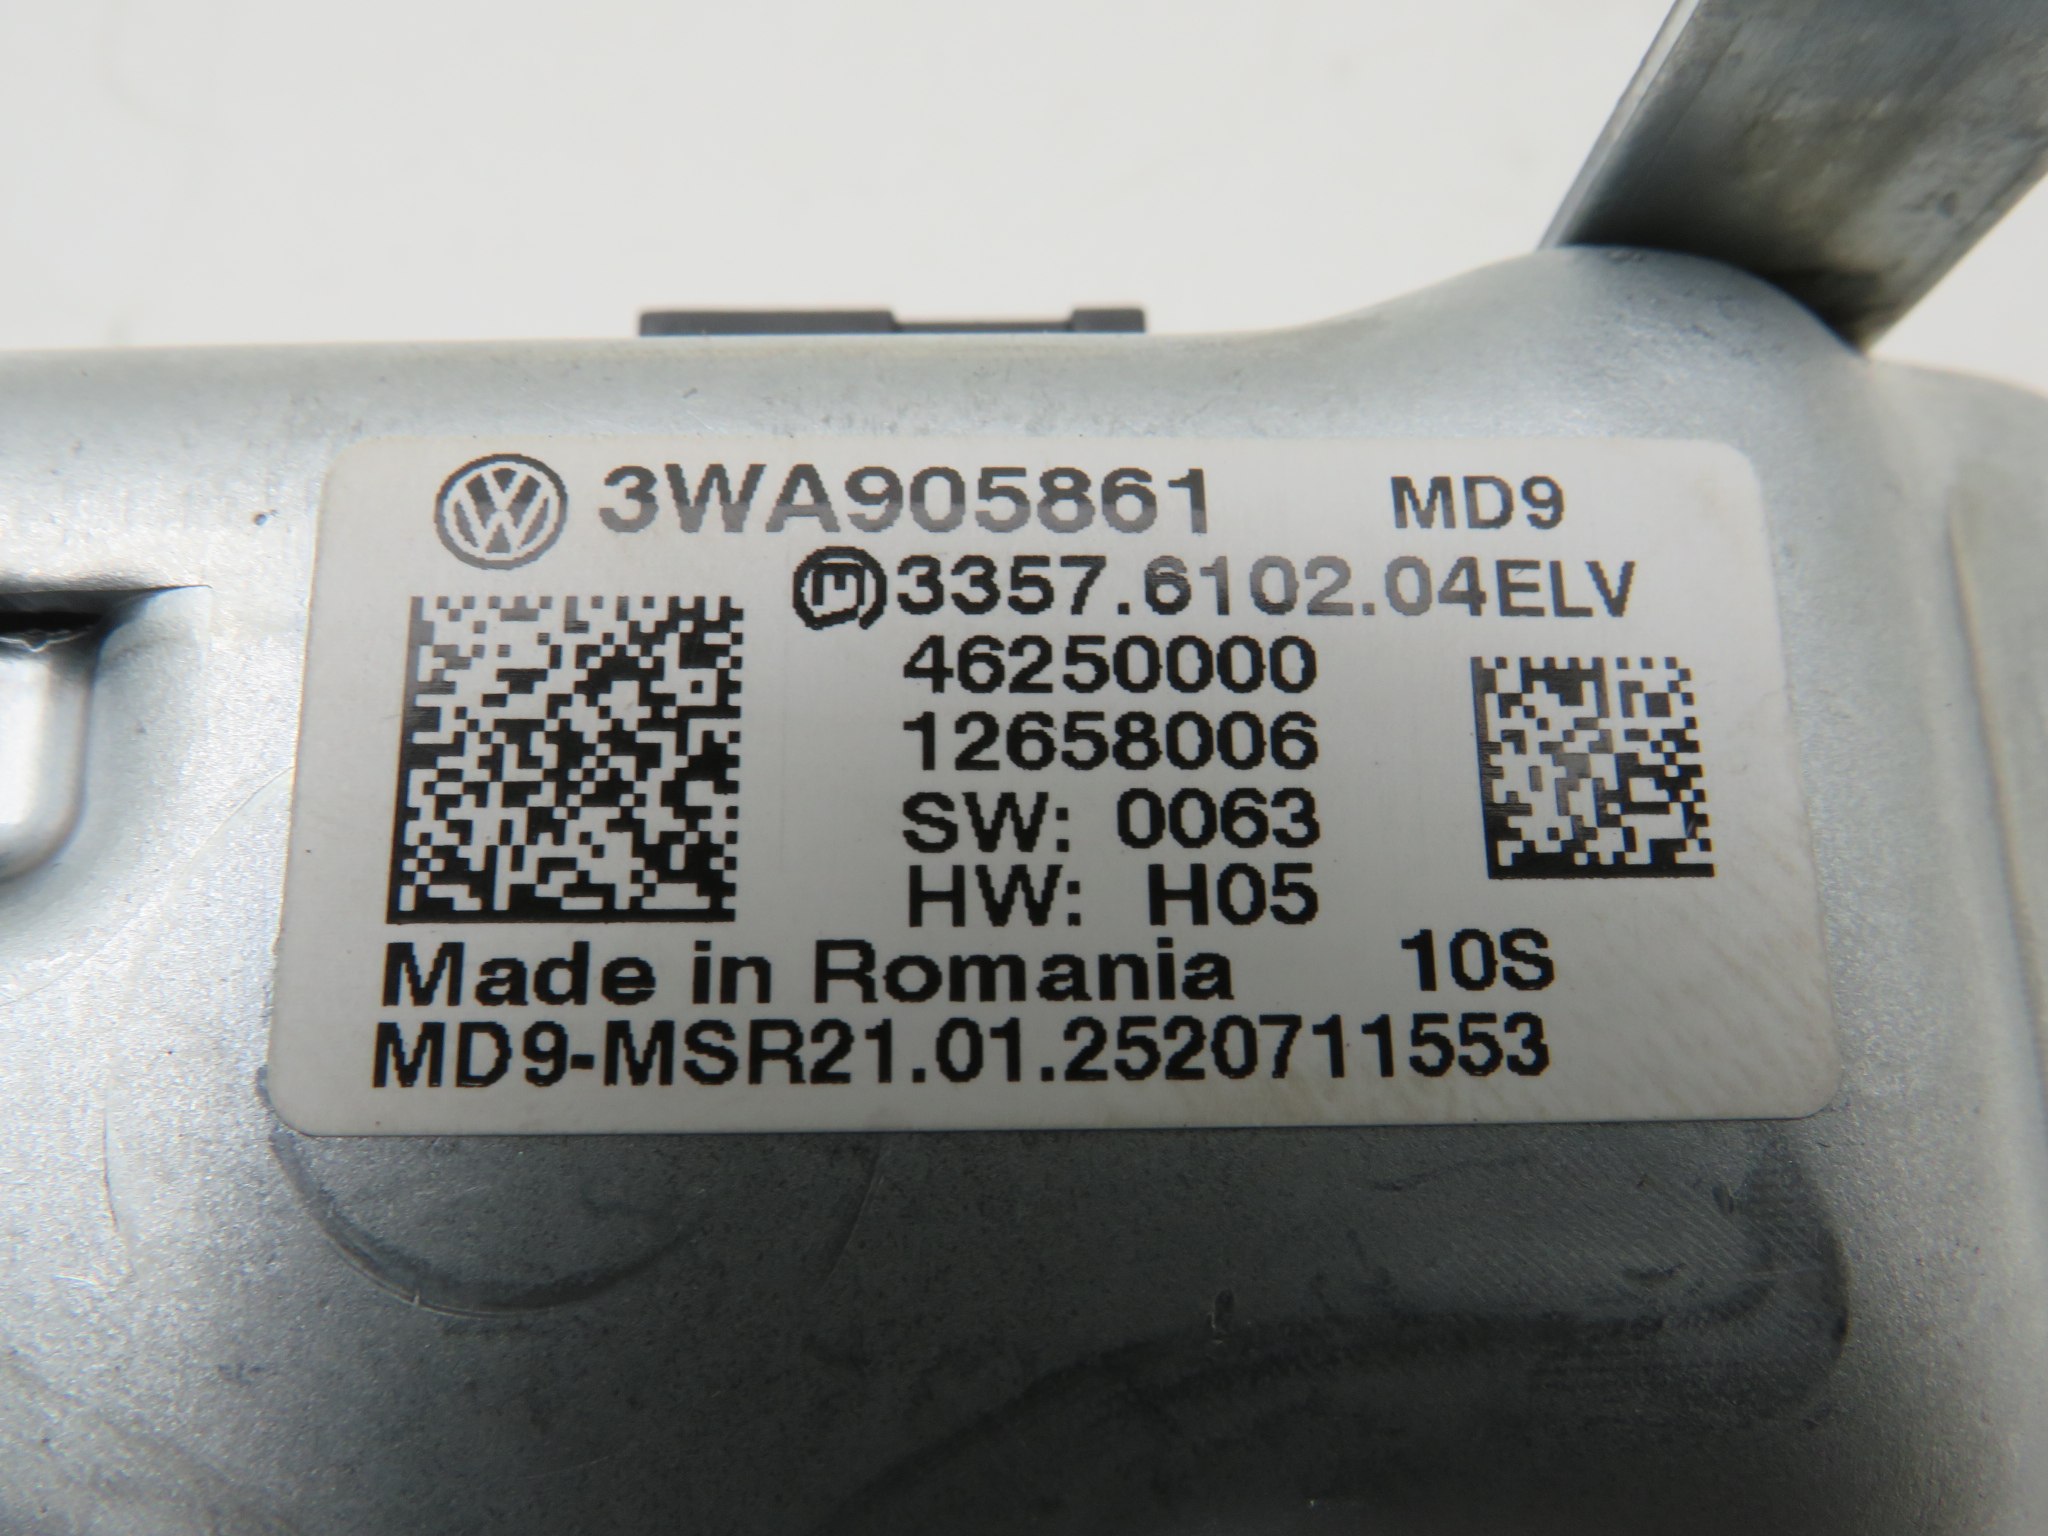 3WA905861 MD9
3357.6102.04ELV
46250000
12658006
SW: 0063
HW: H05
Made in Romania 10S
MD9-MSR21.01.2520711553